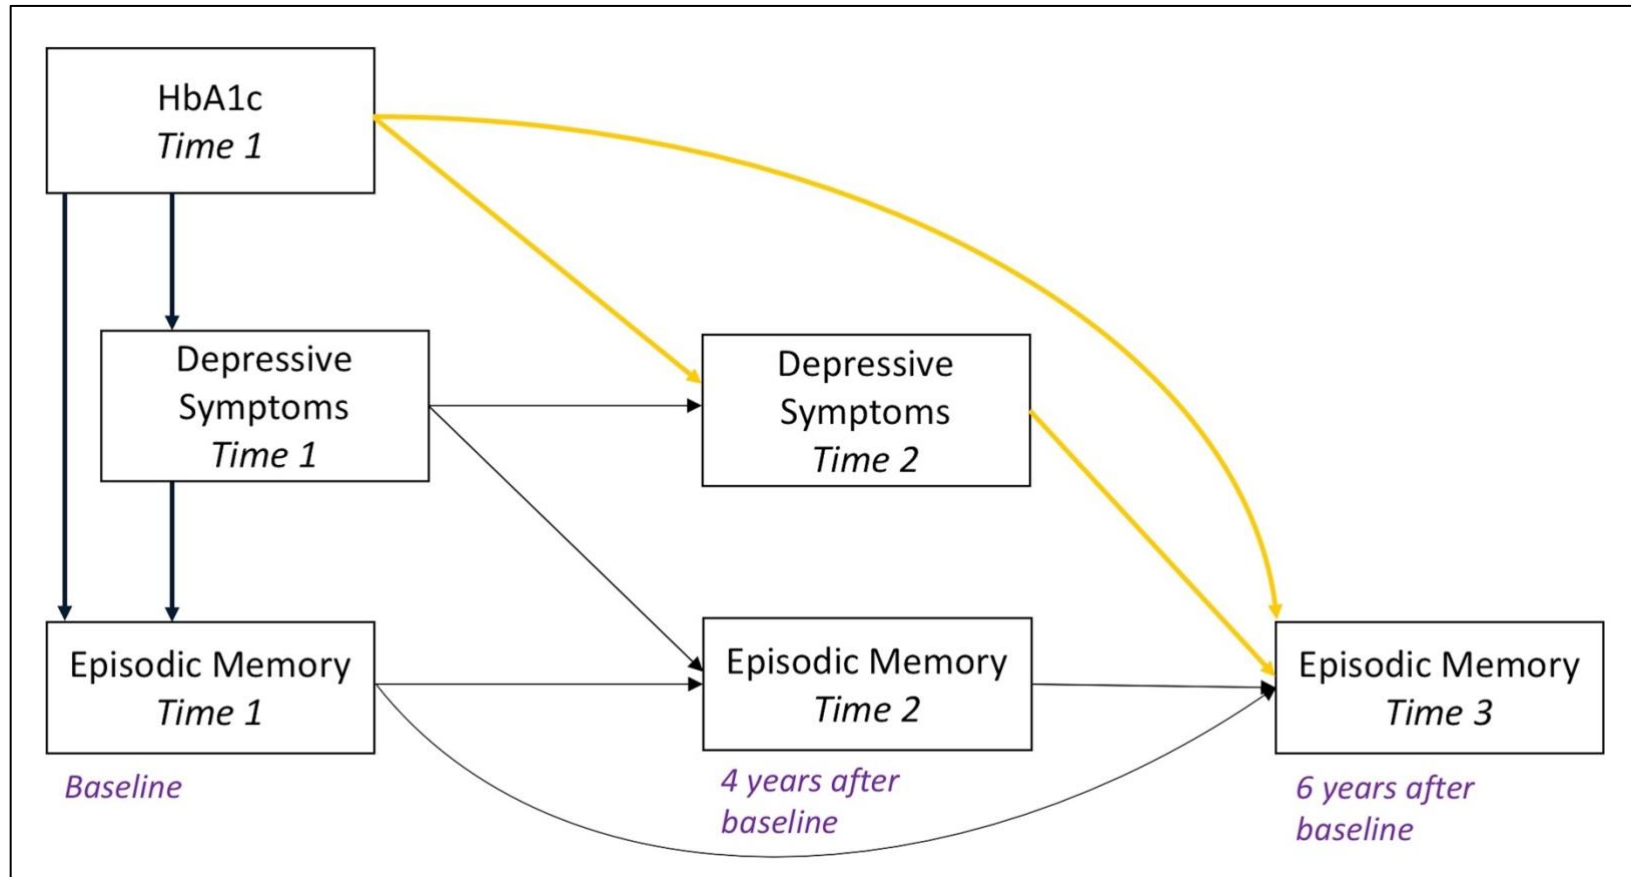 HbA1c
Time 1
Depressive
Symptoms
Time 1
Depressive
Symptoms
Time 2
Episodic Memory
Time 1
Episodic Memory
Time 2
Episodic Memory
Time 3
Baseline
4 years after
baseline
6 years after
baseline